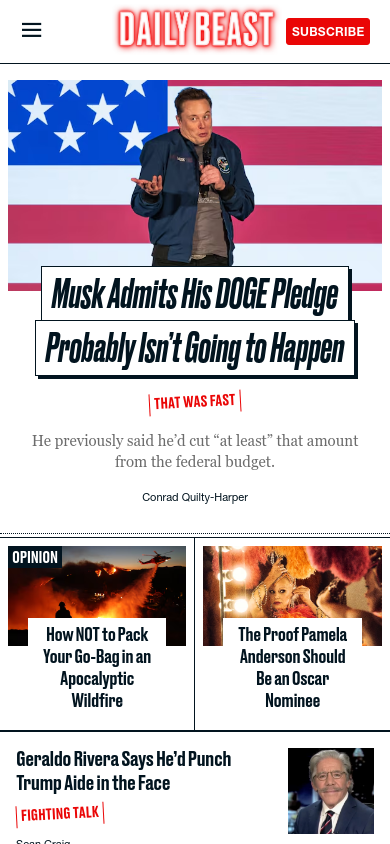 DAILY BEAST
SUBSCRIBE
Musk Admits His DOGE Pledge
Probably Isn't Going to Happen
THAT WAS FAST
He previously said he'd cut “at least” that amount
from the federal budget.
Conrad Quilty-Harper
OPINION
How NOT to Pack
Your Go-Bag in an
Apocalyptic
Wildfire
The Proof Pamela
Anderson Should
Be an Oscar
Nominee
Geraldo Rivera Says He'd Punch
Trump Aide in the Face
FIGHTING TALK
Sean Craig